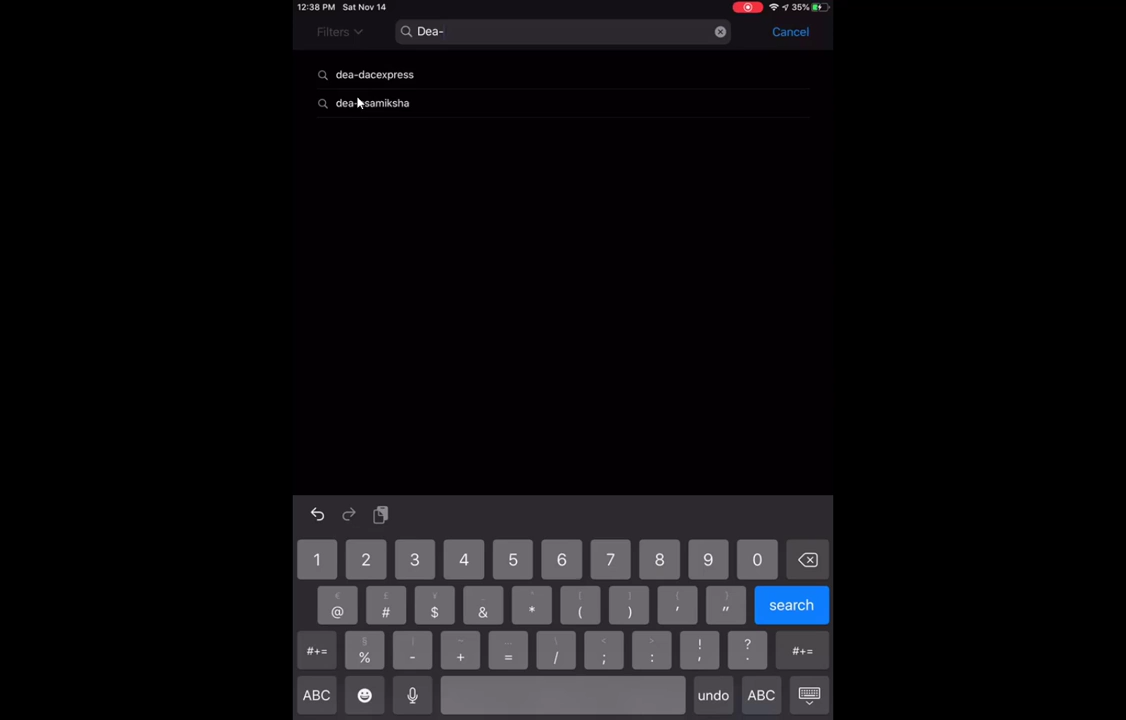 12:38 PM Sat Nov 14
35%
Filters
Dea-
Cancel
dea-dacexpress
samiksha
1 2 3 4 5 6 7 8 9 0
@ # $ & * ( ) ' "
search
#+=
% - + = / ; : ! , ? .
#+=
ABC
undo
ABC